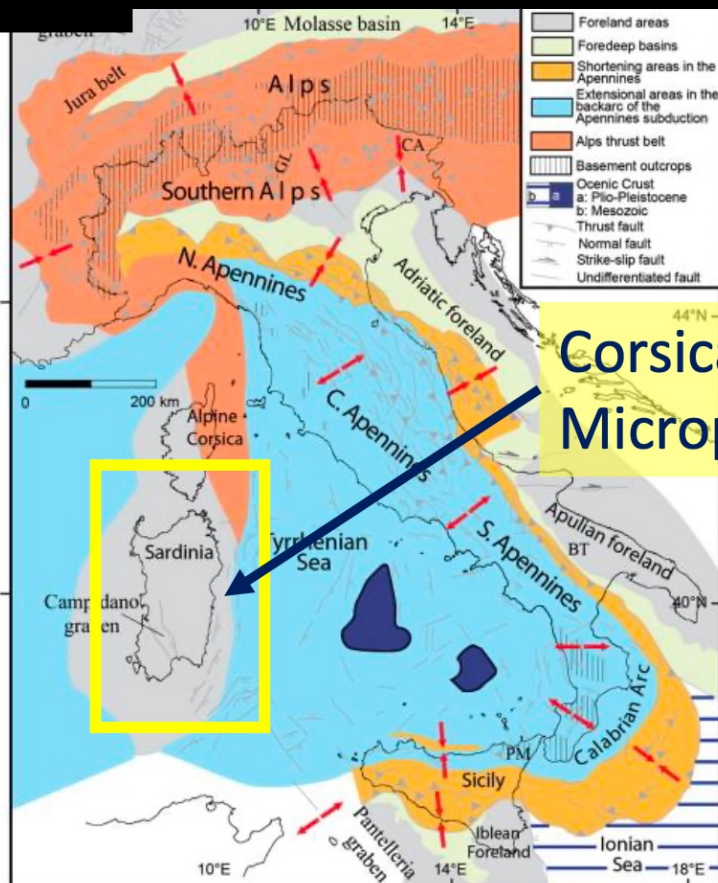 graben
10°E
Molasse basin
14°E
Jura belt
Alps
GL
CA
Southern Alps
N. Apennines
Adriatic foreland
44°N
Foreland areas
Foredeep basins
Shortening areas in the
Apennines
Extensional areas in the
backarc of the
Apennines subduction
Alps thrust belt
Basement outcrops
Ocenic Crust
b a
a: Plio-Pleistocene
b: Mesozoic
Thrust fault
Normal fault
Strike-slip fault
Undifferentiated fault
Corsica
0
200 km
Alpine
Corsica
C. Apennines
Sardinia
Tyrrhenian
Sea
S. Apennines
Apulian foreland
BT
40°N
Campidano
graben
Calabrian Arc
PM
Sicily
Pantelleria
graben
Iblean
Foreland
Ionian
Sea
10°E
14°E
18°E